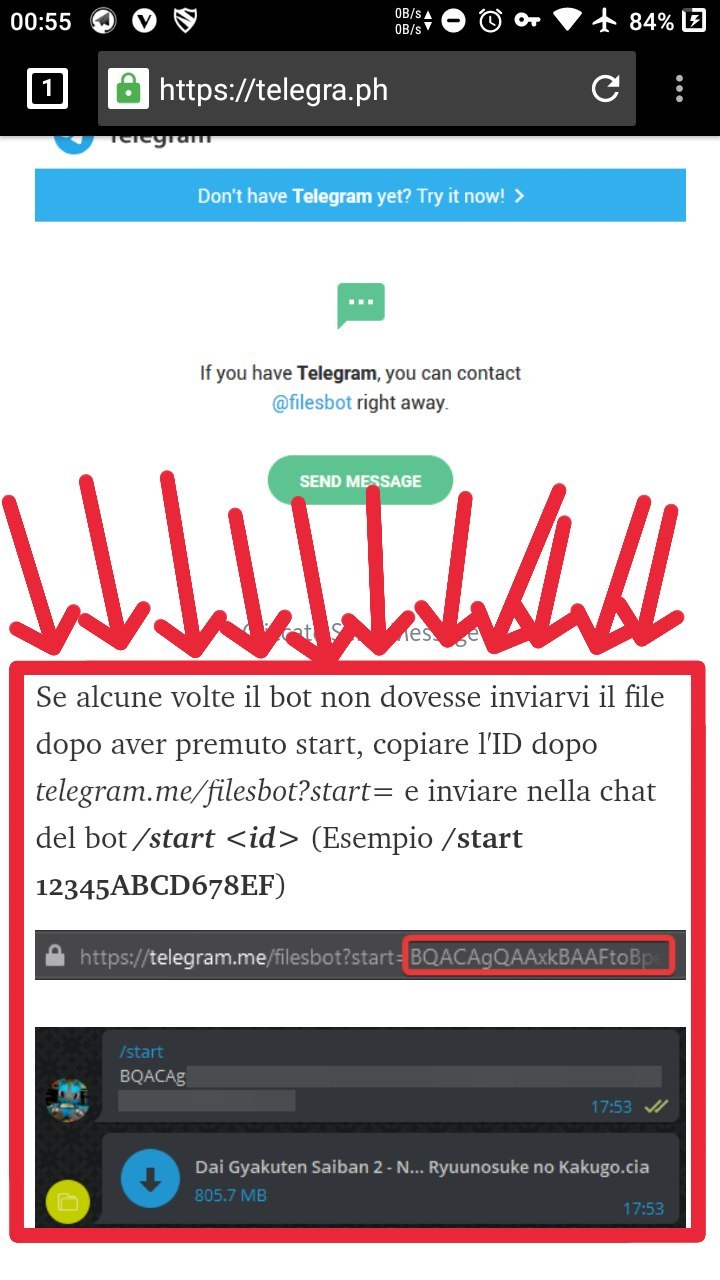 00:55
0B/s
0B/s
84%
1
https://telegra.ph
Telegram
Don't have Telegram yet? Try it now!
If you have Telegram, you can contact
@filesbot right away.
SEND MESSAGE
Se alcune volte il bot non dovesse inviarvi il file
dopo aver premuto start, copiare l'ID dopo
telegram.me/filesbot?start= e inviare nella chat
del bot /start <id> (Esempio /start
12345ABCD678EF)
https://telegram.me/filesbot?start=BQACAgQAAxkBAAFtoBpe
/start
BQACAg
17:53
Dai Gyakuten Saiban 2 - N... Ryuunosuke no Kakugo.cia
805.7 MB
17:53